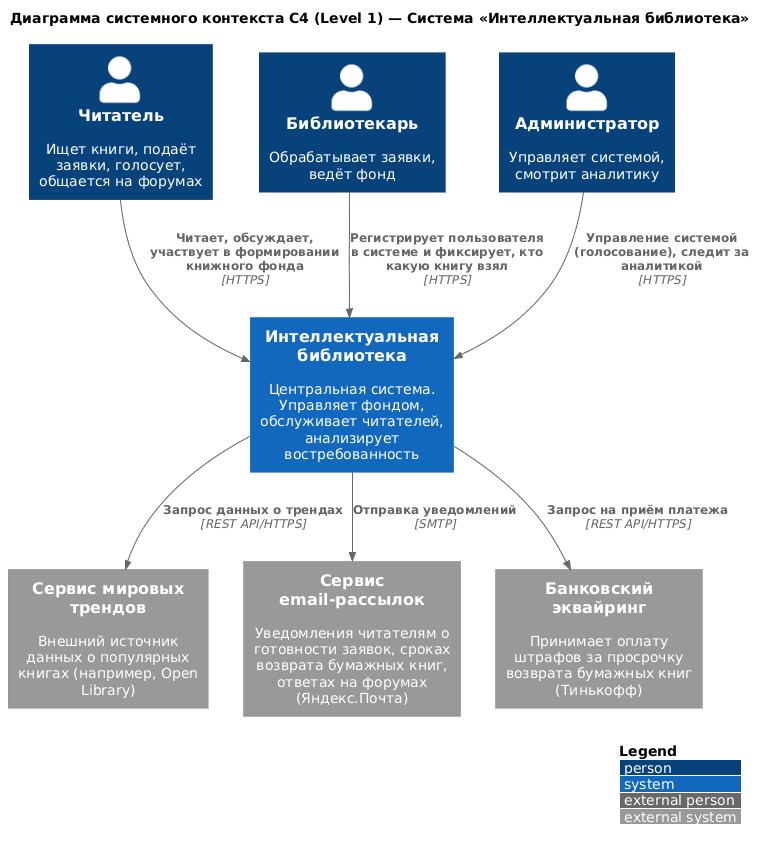 Диаграмма системного контекста C4 (Level 1) — Система «Интеллектуальная библиотека»
Читатель
Ищет книги, подаёт
заявки, голосует,
общается на форумах
Библиотекарь
Обрабатывает заявки,
ведёт фонд
Администратор
Управляет системой,
смотрит аналитику
Читает, обсуждает,
участвует в формировании
книжного фонда
[HTTPS]
Регистрирует пользователя
в системе и фиксирует, кто
какую книгу взял
[HTTPS]
Управление системой
(голосование), следит за
аналитикой
[HTTPS]
Интеллектуальная
библиотека
Центральная система.
Управляет фондом,
обслуживает читателей,
анализирует
востребованность
Запрос данных о трендах
[REST API/HTTPS]
Отправка уведомлений
[SMTP]
Запрос на приём платежа
[REST API/HTTPS]
Сервис мировых
трендов
Внешний источник
данных о популярных
книгах (например, Open
Library)
Сервис
email-рассылок
Уведомления читателям о
готовности заявок, сроках
возврата бумажных книг,
ответах на форумах
(Яндекс.Почта)
Банковский
эквайринг
Принимает оплату
штрафов за просрочку
возврата бумажных книг
(Тинькофф)
Legend
person
system
external person
external system